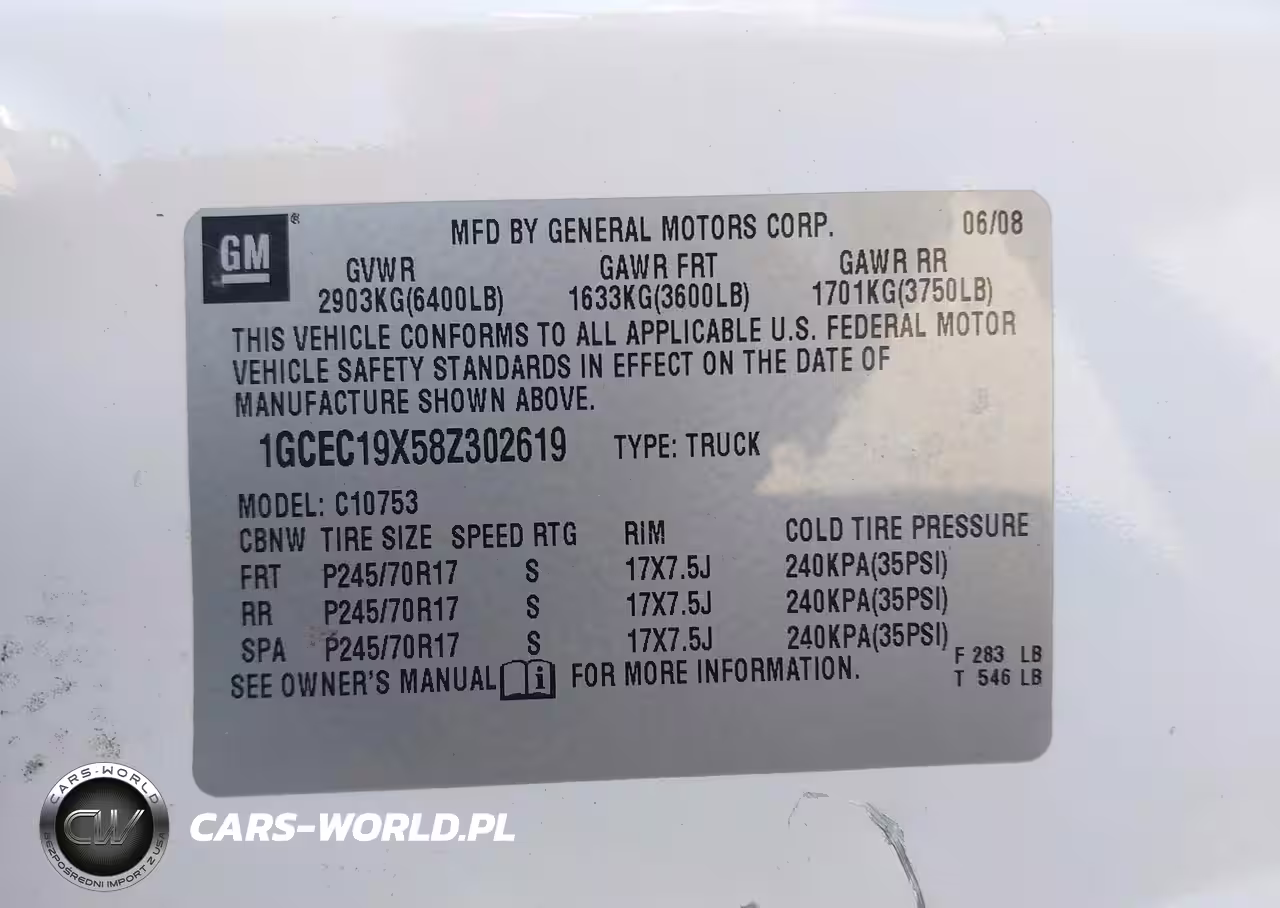 GM ®
MFD BY GENERAL MOTORS CORP. 06/08
GVWR GAWR FRT GAWR RR
2903KG(6400LB) 1633KG(3600LB) 1701KG(3750LB)
THIS VEHICLE CONFORMS TO ALL APPLICABLE U.S. FEDERAL MOTOR
VEHICLE SAFETY STANDARDS IN EFFECT ON THE DATE OF
MANUFACTURE SHOWN ABOVE.
1GCEC19X58Z302619 TYPE: TRUCK
MODEL: C10753
CBNW TIRE SIZE SPEED RTG RIM COLD TIRE PRESSURE
FRT P245/70R17 S 17X7.5J 240KPA(35PSI)
RR P245/70R17 S 17X7.5J 240KPA(35PSI)
SPA P245/70R17 S 17X7.5J 240KPA(35PSI)
F 283 LB
T 546 LB
SEE OWNER'S MANUAL i FOR MORE INFORMATION.
CARS-WORLD
CW
BEZPOŚREDNI IMPORT Z USA
CARS-WORLD.PL